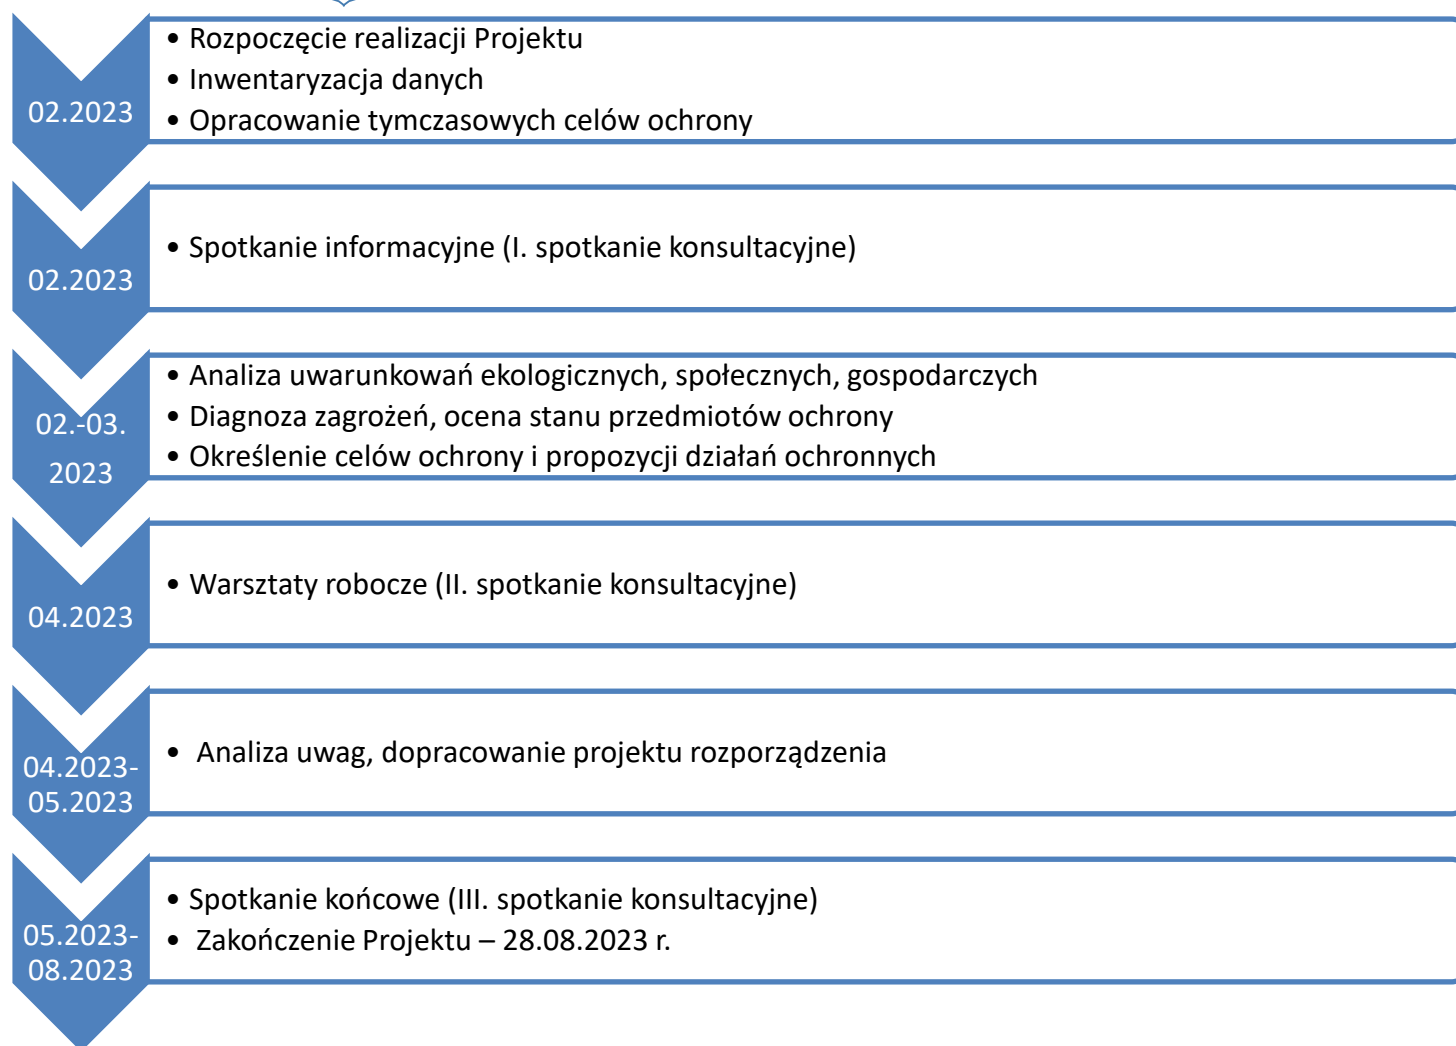 02.2023
• Rozpoczęcie realizacji Projektu
• Inwentaryzacja danych
• Opracowanie tymczasowych celów ochrony
02.2023
• Spotkanie informacyjne (I. spotkanie konsultacyjne)
02.-03.
2023
• Analiza uwarunkowań ekologicznych, społecznych, gospodarczych
• Diagnoza zagrożeń, ocena stanu przedmiotów ochrony
• Określenie celów ochrony i propozycji działań ochronnych
04.2023
• Warsztaty robocze (II. spotkanie konsultacyjne)
04.2023-
05.2023
• Analiza uwag, dopracowanie projektu rozporządzenia
05.2023-
08.2023
• Spotkanie końcowe (III. spotkanie konsultacyjne)
• Zakończenie Projektu – 28.08.2023 r.